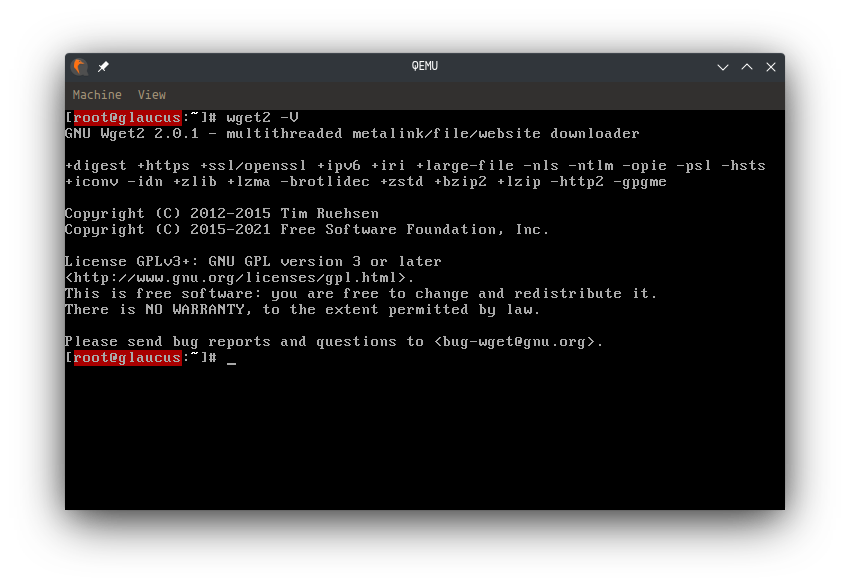 QEMU
Machine View
[root@glaucus:~]# wget2 -V
GNU Wget2 2.0.1 - multithreaded metalink/file/website downloader
+digest +https +ssl/openssl +ipv6 +iri +large-file -nls -ntlm -opie -psl -hsts
+iconv -idn +zlib +lzma -brotlidec +zstd +bzip2 +lzip -http2 -gpgme
Copyright (C) 2012-2015 Tim Ruehsen
Copyright (C) 2015-2021 Free Software Foundation, Inc.
License GPLv3+: GNU GPL version 3 or later
<http://www.gnu.org/licenses/gpl.html>.
This is free software: you are free to change and redistribute it.
There is NO WARRANTY, to the extent permitted by law.
Please send bug reports and questions to <bug-wget@gnu.org>.
[root@glaucus:~]# _